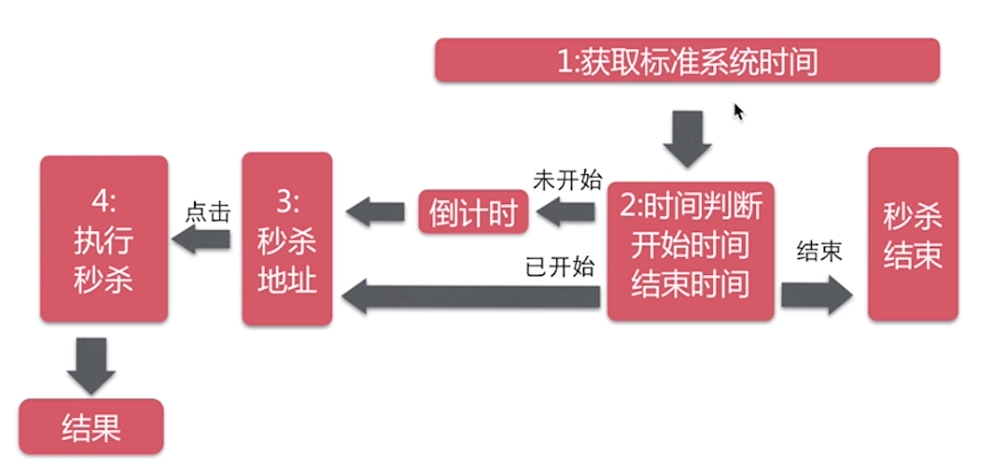 1:获取标准系统时间
未开始
2:时间判断
开始时间
结束时间
倒计时
已开始
结束
秒杀
结束
3:
秒杀
地址
点击
4:
执行
秒杀
结果